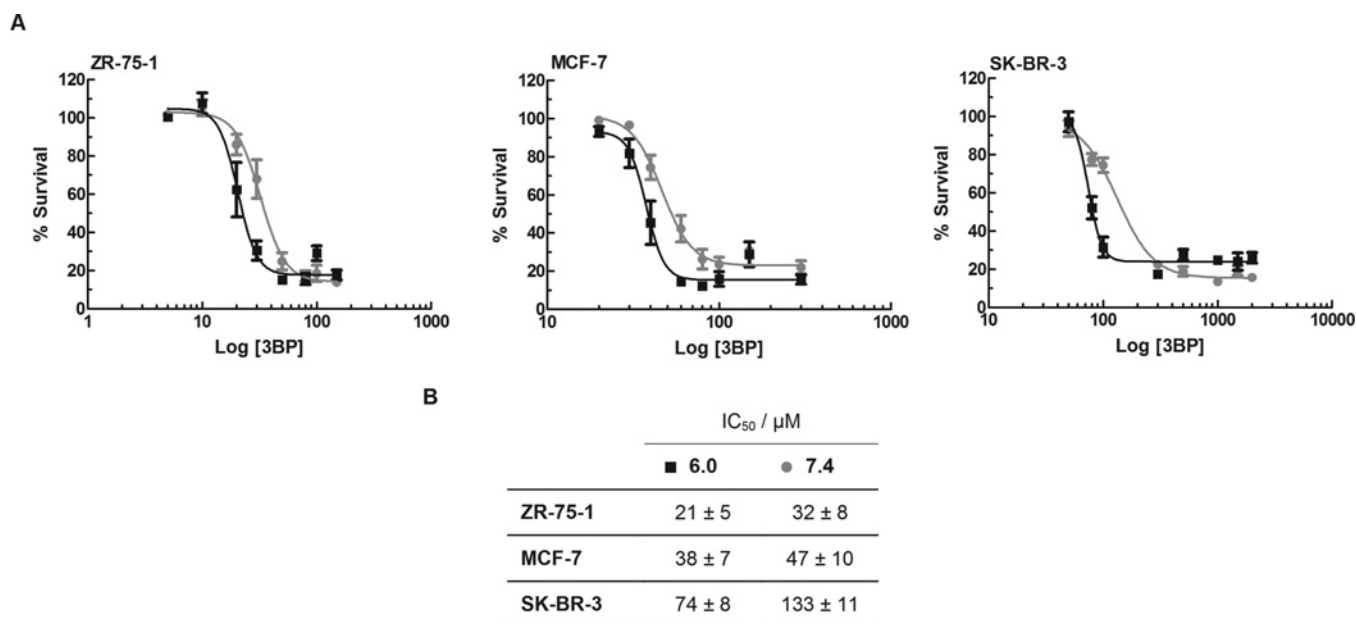 A
ZR-75-1
120
100
80
60
40
20
0
% Survival
1
10
100
1000
Log [3BP]
MCF-7
120
100
80
60
40
20
0
% Survival
10
100
1000
Log [3BP]
SK-BR-3
120
100
80
60
40
20
0
% Survival
10
100
1000
10000
Log [3BP]
B
IC₅₀ / µM
■ 6.0 ● 7.4
ZR-75-1 21 ± 5 32 ± 8
MCF-7 38 ± 7 47 ± 10
SK-BR-3 74 ± 8 133 ± 11